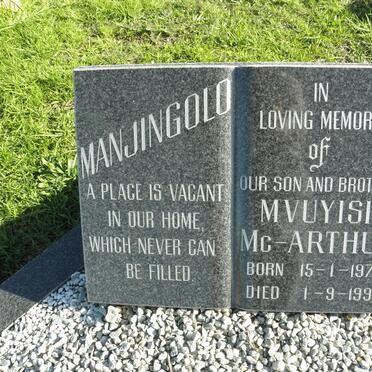 MANJINGOLO
A PLACE IS VACANT
IN OUR HOME,
WHICH NEVER CAN
BE FILLED.
IN
LOVING MEMOR
of
OUR SON AND BROT
MVUYISI
Mc-ARTHU
BORN 15-1-197
DIED 1-9-199